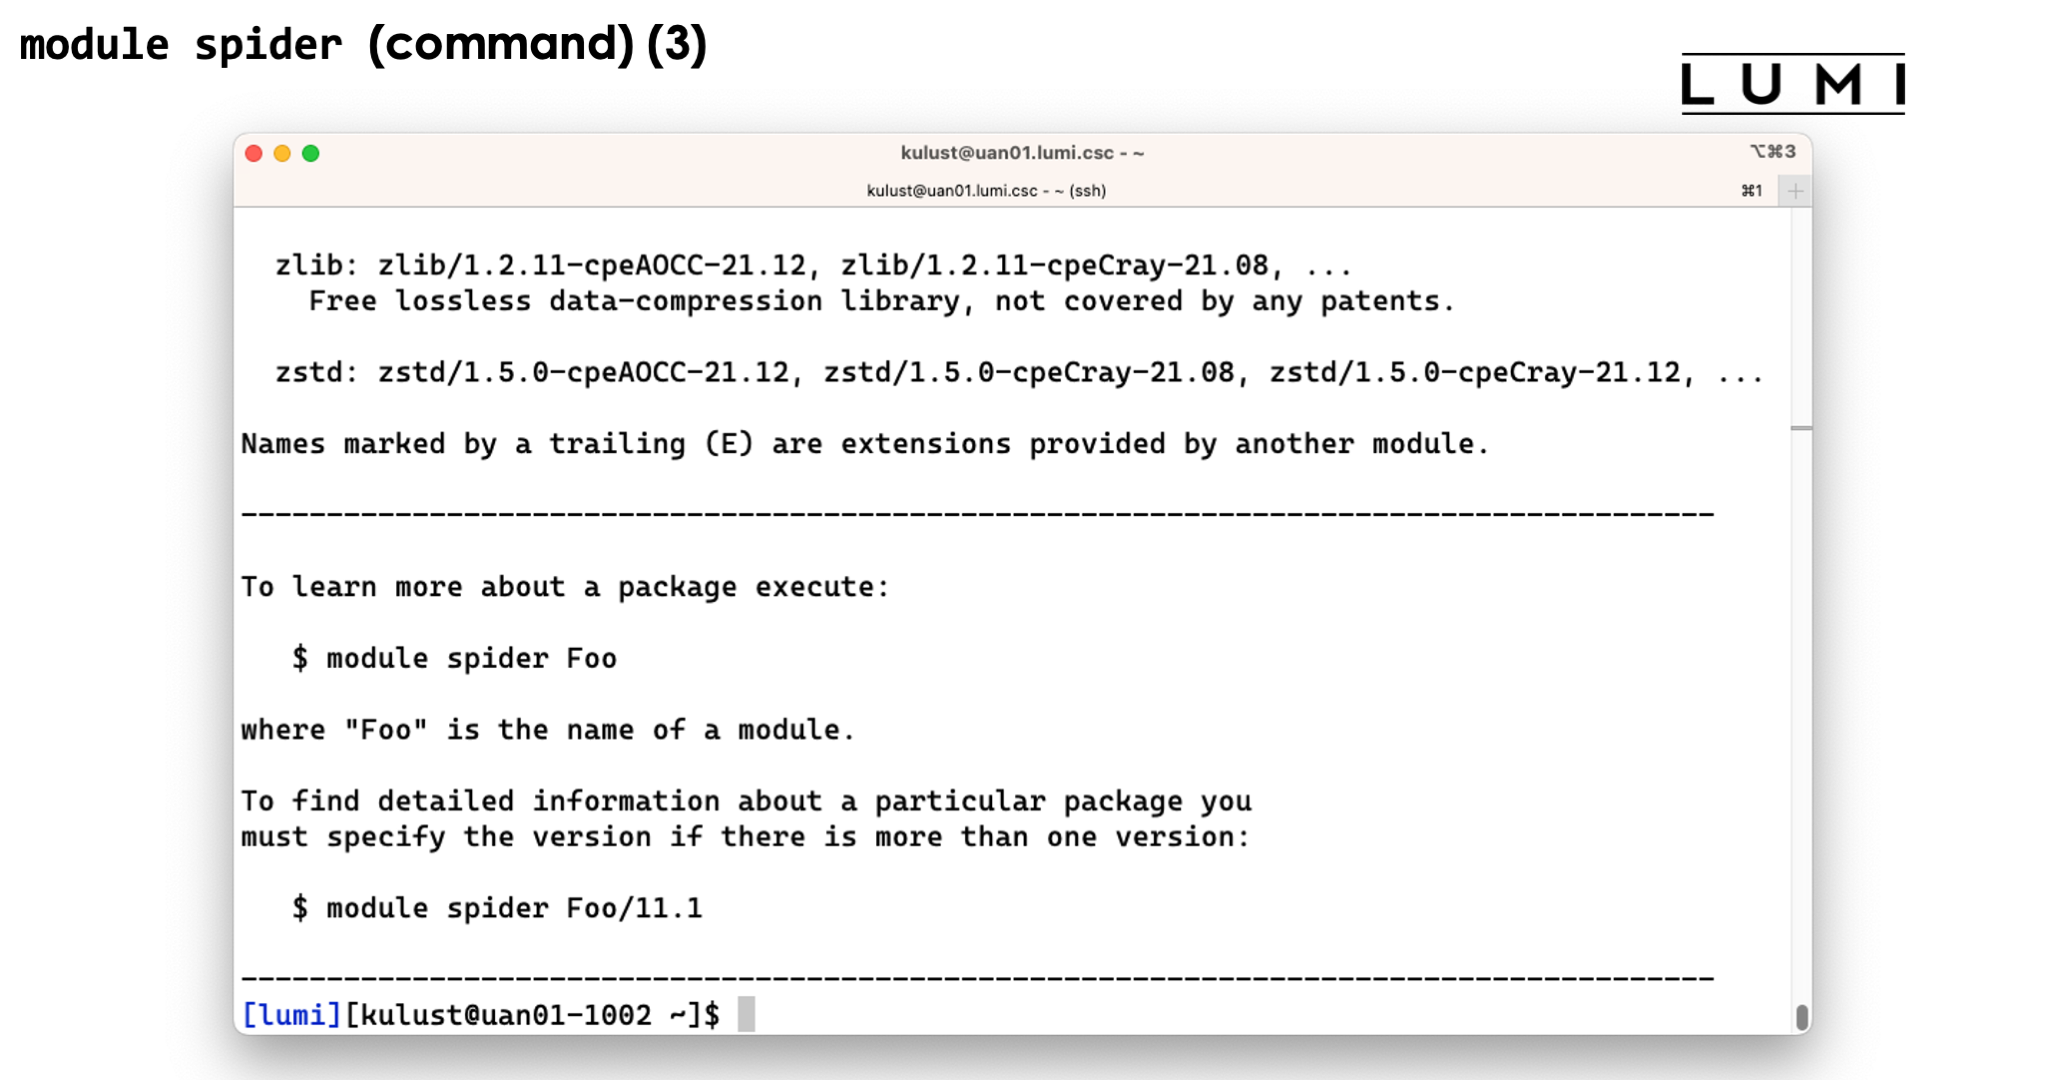 module spider (command) (3)
LUMI
kulust@uan01.lumi.csc - ~
⌥⌘3
kulust@uan01.lumi.csc - ~ (ssh)
⌘1
+
zlib: zlib/1.2.11-cpeAOCC-21.12, zlib/1.2.11-cpeCray-21.08, ...
Free lossless data-compression library, not covered by any patents.
zstd: zstd/1.5.0-cpeAOCC-21.12, zstd/1.5.0-cpeCray-21.08, zstd/1.5.0-cpeCray-21.12, ...
Names marked by a trailing (E) are extensions provided by another module.
--------------------------------------------------------------------------------------
To learn more about a package execute:
$ module spider Foo
where "Foo" is the name of a module.
To find detailed information about a particular package you
must specify the version if there is more than one version:
$ module spider Foo/11.1
--------------------------------------------------------------------------------------
[lumi][kulust@uan01-1002 ~]$